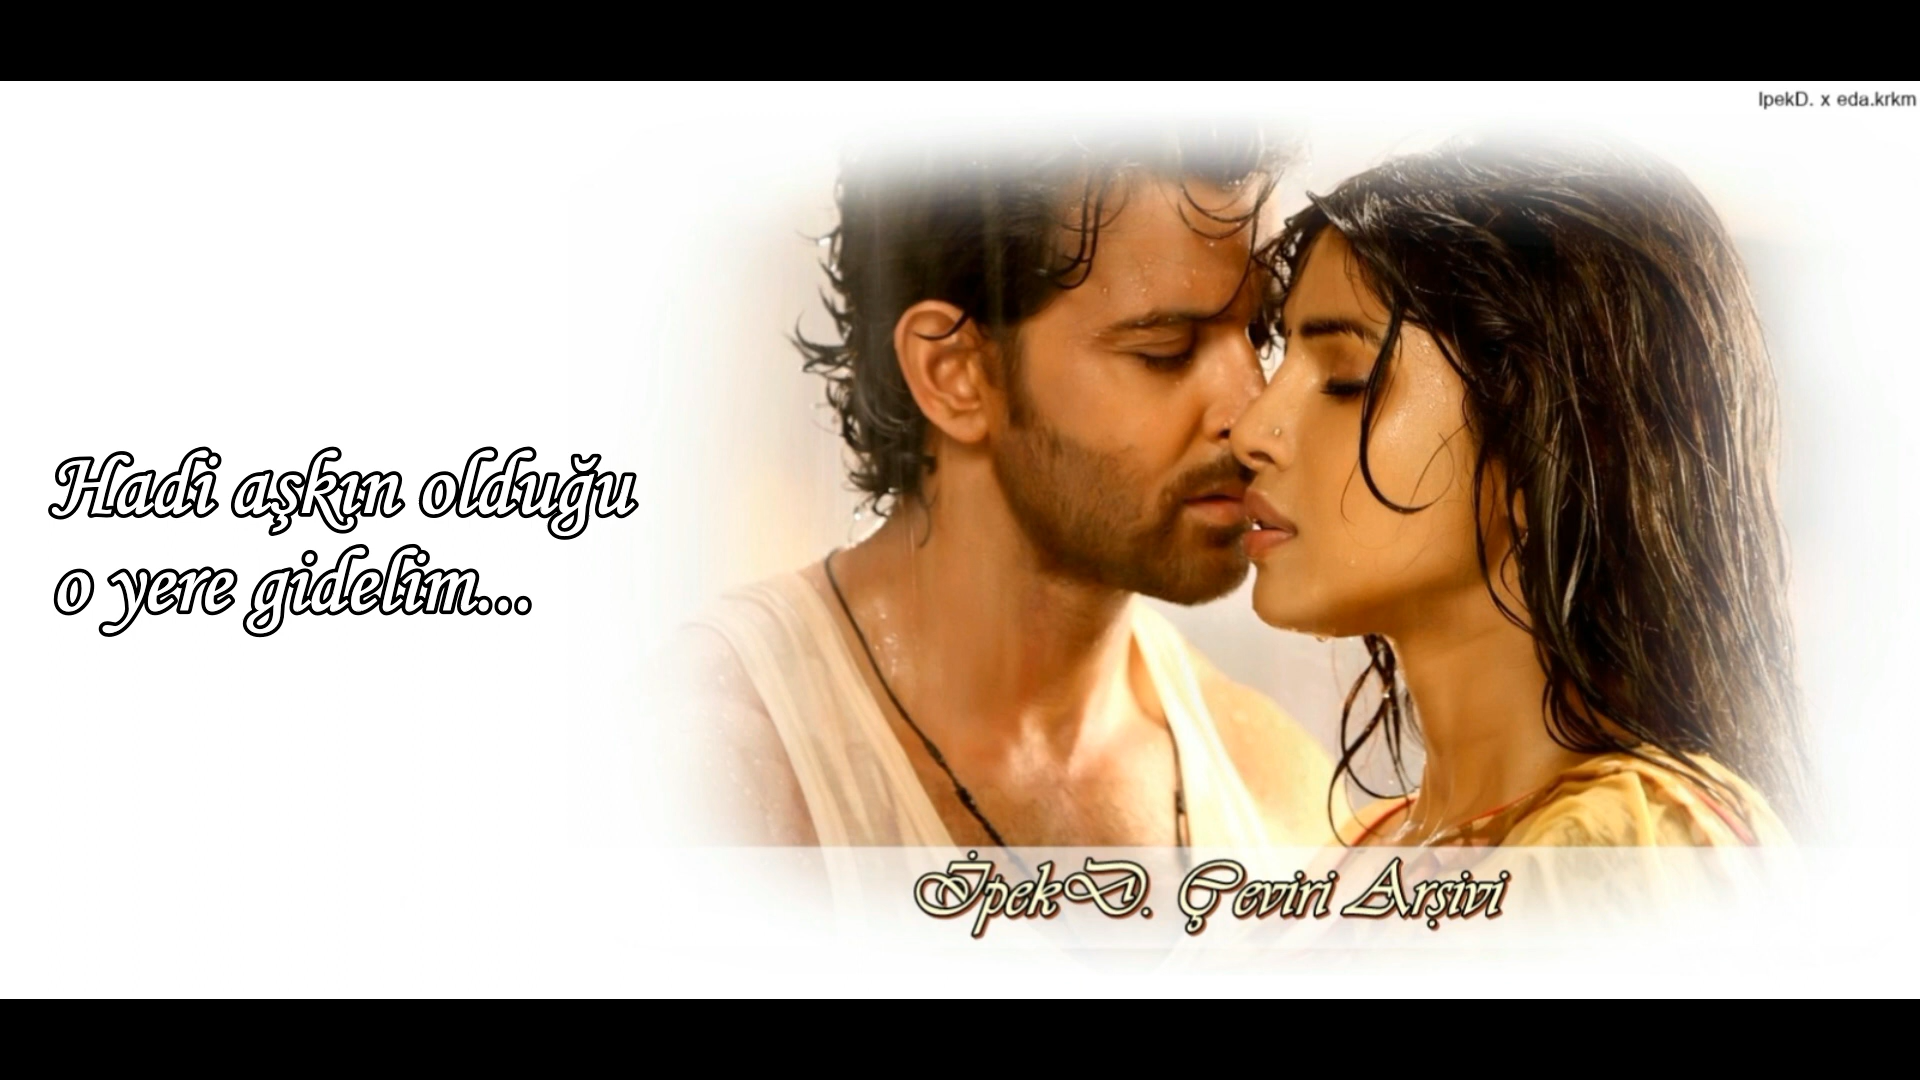 IpekD. x eda.krkm
Hadi aşkın olduğu
o yere gidelim...
İpekD. Çeviri Arşivi